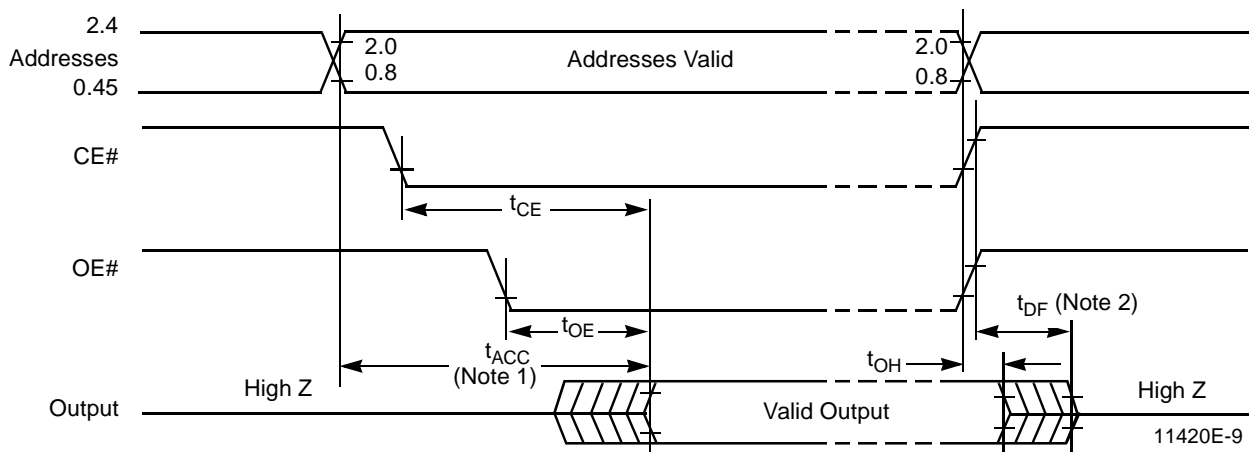 2.4
Addresses
0.45
2.0
0.8
Addresses Valid
2.0
0.8
CE#
tCE
OE#
tOE
tDF (Note 2)
tACC
(Note 1)
tOH
High Z
Output
Valid Output
High Z
11420E-9